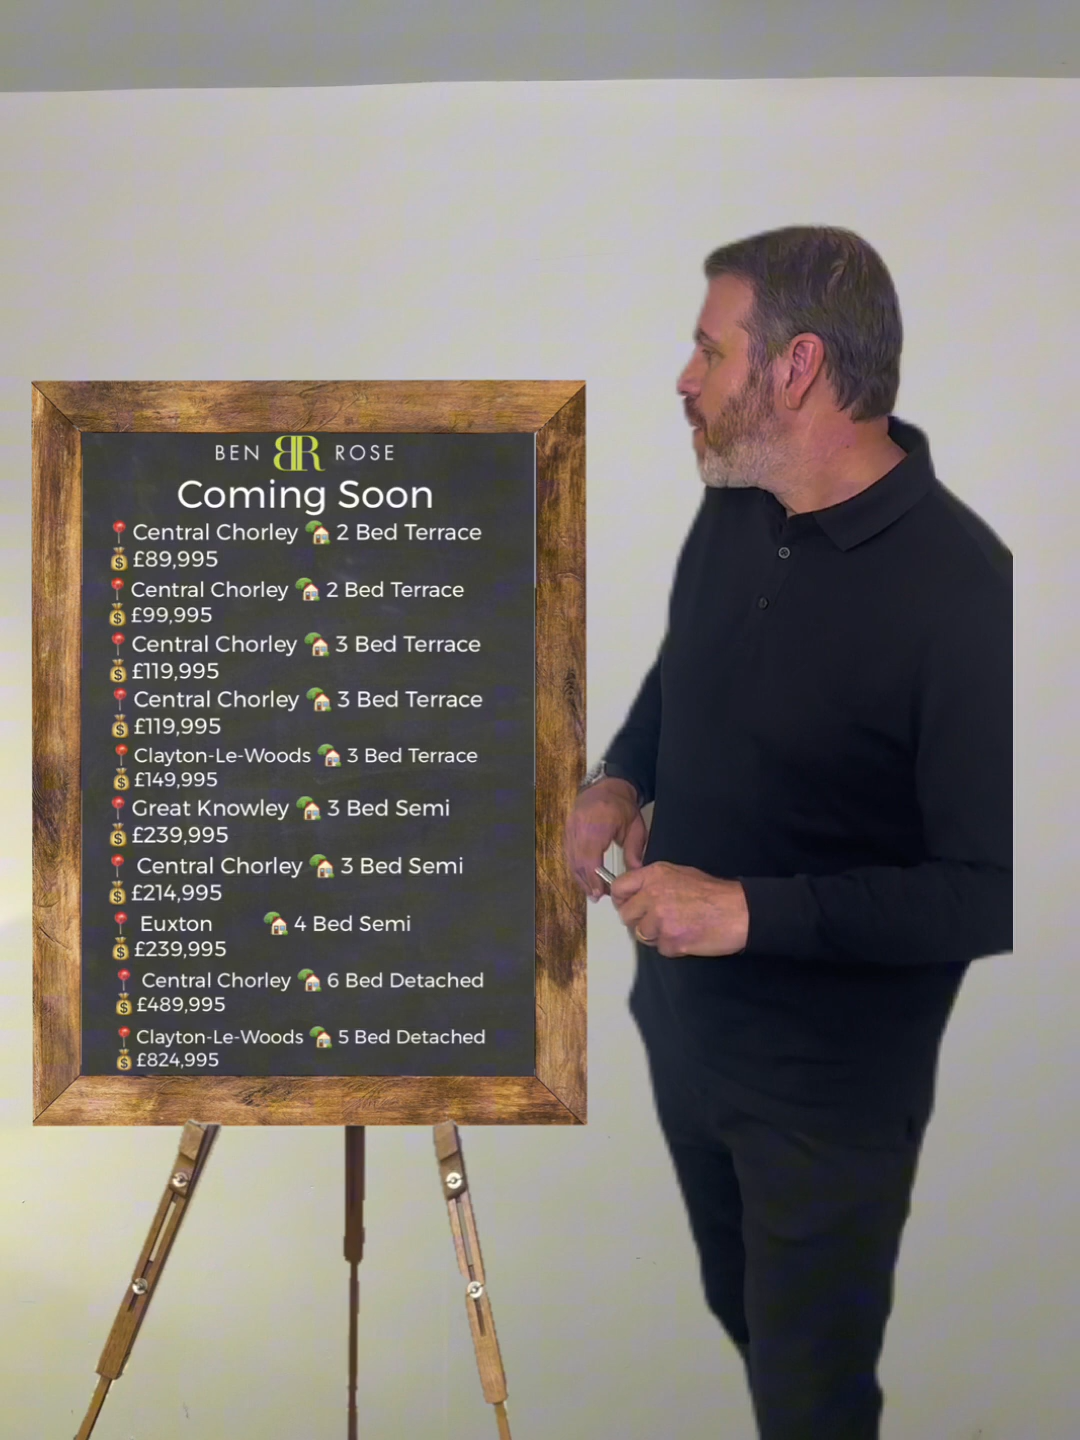 BEN BR ROSE
Coming Soon
📍Central Chorley 🏡 2 Bed Terrace
💰£89,995
📍Central Chorley 🏡 2 Bed Terrace
💰£99,995
📍Central Chorley 🏡 3 Bed Terrace
💰£119,995
📍Central Chorley 🏡 3 Bed Terrace
💰£119,995
📍Clayton-Le-Woods 🏡 3 Bed Terrace
💰£149,995
📍Great Knowley 🏡 3 Bed Semi
💰£239,995
📍Central Chorley 🏡 3 Bed Semi
💰£214,995
📍Euxton 🏡 4 Bed Semi
💰£239,995
📍Central Chorley 🏡 6 Bed Detached
💰£489,995
📍Clayton-Le-Woods 🏡 5 Bed Detached
💰£824,995